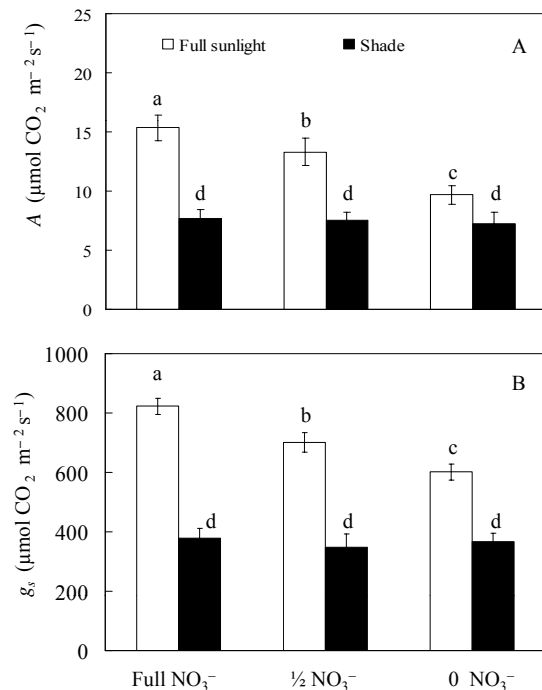 25
Full sunlight Shade A
20
a
15
b
c
10
d d d
5
0
A (µmol CO₂ m⁻² s⁻¹)
1000
B
a
800
b
c
600
d d d
400
200
0
gₛ (µmol CO₂ m⁻² s⁻¹)
Full NO₃⁻ ½ NO₃⁻ 0 NO₃⁻